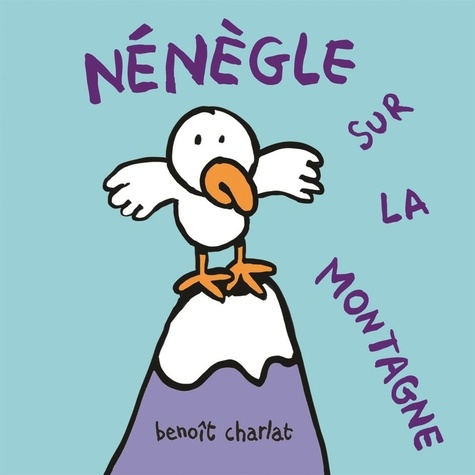 NÉNÈGLE
SUR
LA
MONTAGNE
benoît charlat